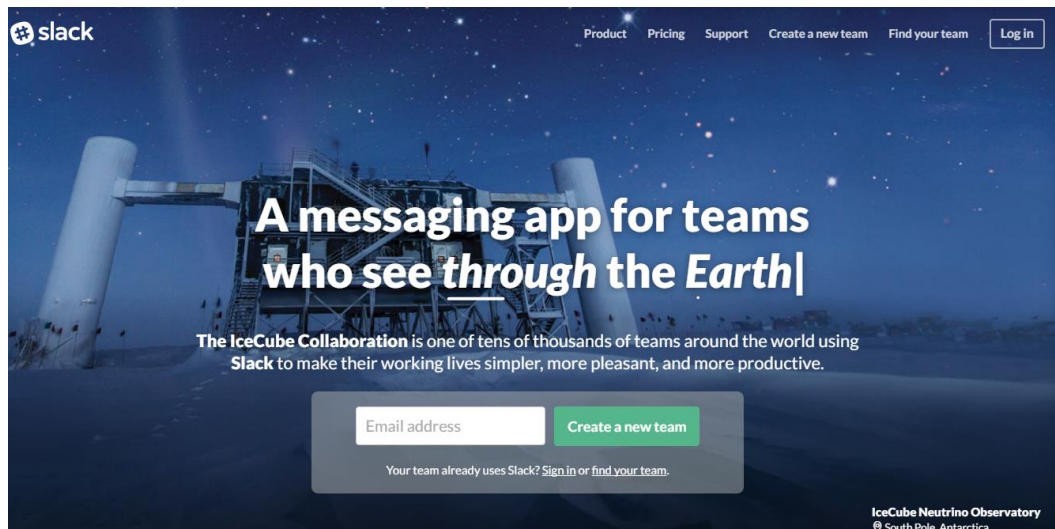 slack
Product Pricing Support Create a new team Find your team Log in
A messaging app for teams
who see through the Earth
The IceCube Collaboration is one of tens of thousands of teams around the world using
Slack to make their working lives simpler, more pleasant, and more productive.
Email address Create a new team
Your team already uses Slack? Sign in or find your team.
IceCube Neutrino Observatory
South Pole, Antarctica